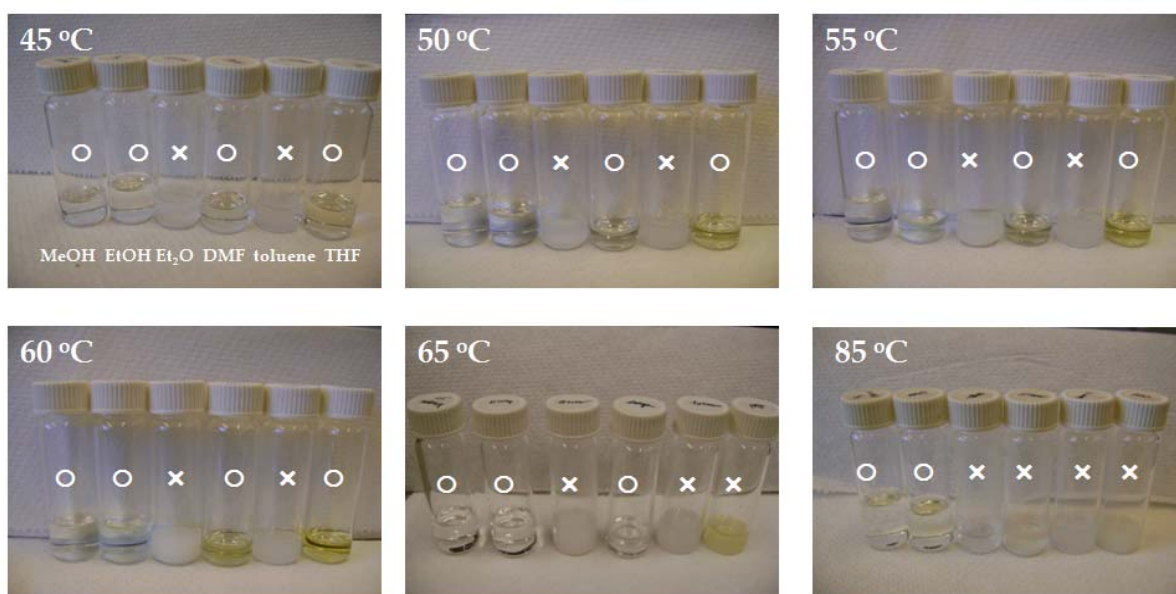 45 °C
50 °C
55 °C
O O × O × O
O O × O × O
O O × O × O
MeOH EtOH Et₂O DMF toluene THF
60 °C
65 °C
85 °C
O O × O × O
O O × O × ×
O O × × × ×